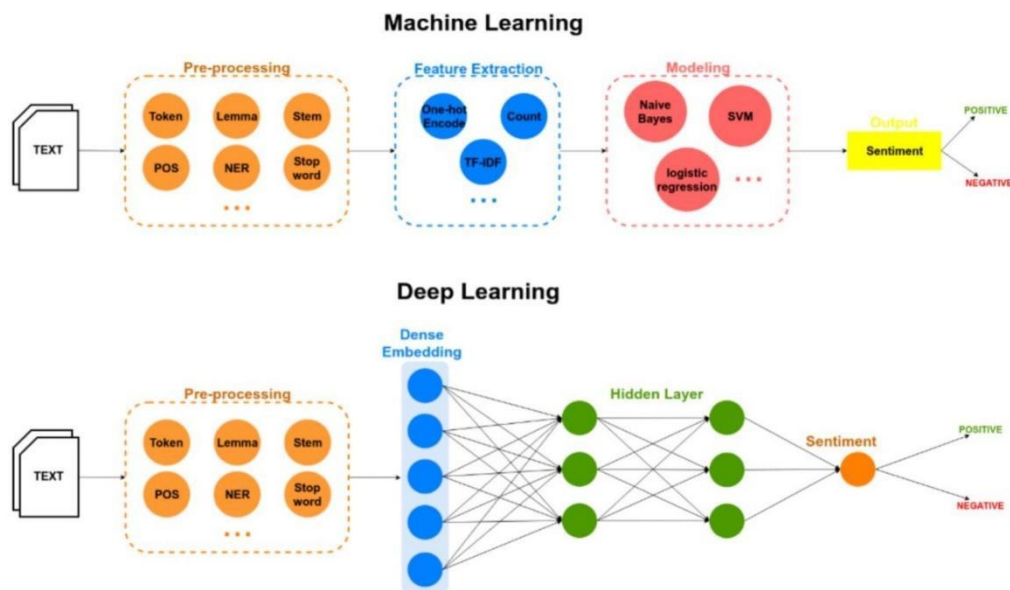 Machine Learning
Pre-processing
Feature Extraction
Modeling
TEXT
Token
Lemma
Stem
POS
NER
Stop
word
...
One-hot
Encode
Count
TF-IDF
...
Naive
Bayes
SVM
logistic
regression
...
Output
Sentiment
POSITIVE
NEGATIVE
Deep Learning
Dense
Embedding
Pre-processing
Hidden Layer
TEXT
Token
Lemma
Stem
POS
NER
Stop
word
...
Sentiment
POSITIVE
NEGATIVE